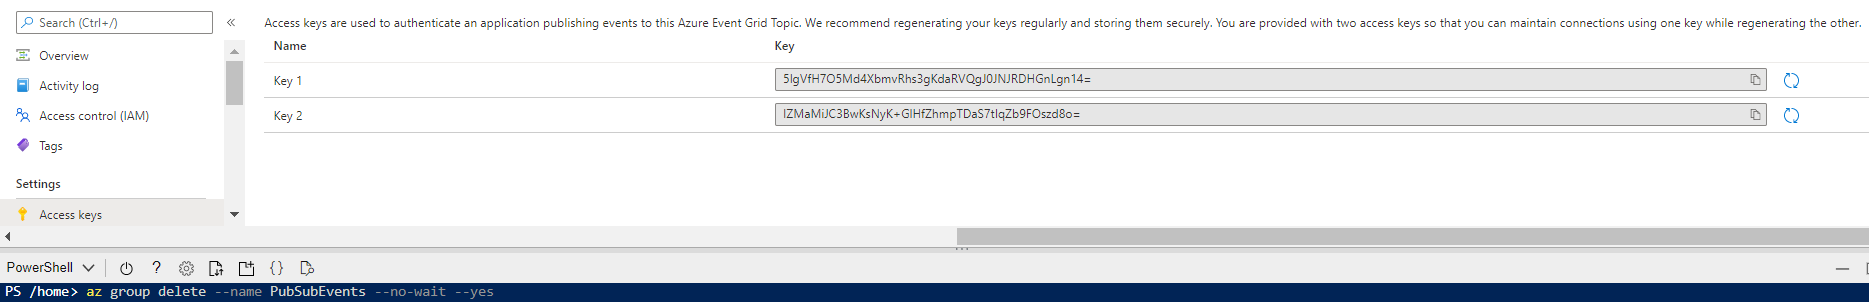 Search (Ctrl+/)
«
Overview
Activity log
Access control (IAM)
Tags
Settings
Access keys
Access keys are used to authenticate an application publishing events to this Azure Event Grid Topic. We recommend regenerating your keys regularly and storing them securely. You are provided with two access keys so that you can maintain connections using one key while regenerating the other.
Name Key
Key 1 5IgVfH7O5Md4XbmvRhs3gKdaRVQgJ0JNJRDHGnLgn14=
Key 2 IZMaMiJC3BwKsNyK+GlHfZhmpTDaS7tIqZb9FOszd8o=
PowerShell ? {}
PS /home> az group delete --name PubSubEvents --no-wait --yes